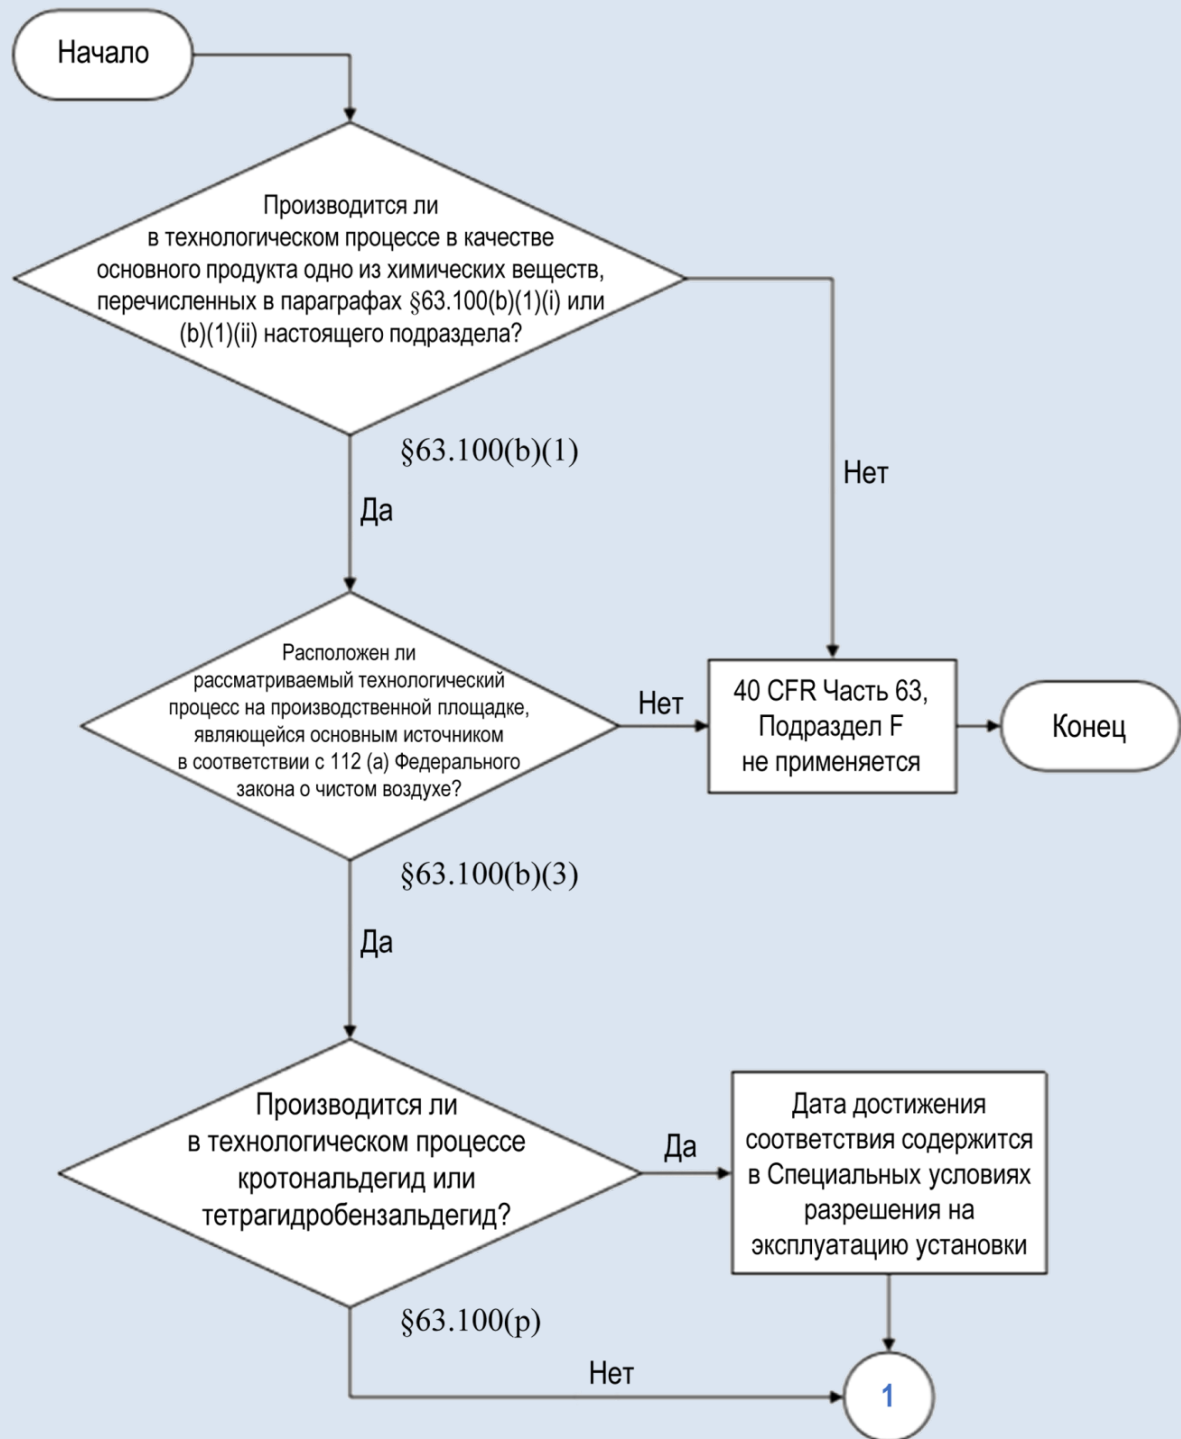 Начало
Производится ли
в технологическом процессе в качестве
основного продукта одно из химических веществ,
перечисленных в параграфах §63.100(b)(1)(i) или
(b)(1)(ii) настоящего подраздела?
§63.100(b)(1)
Нет
Да
Расположен ли
рассматриваемый технологический
процесс на производственной площадке,
являющейся основным источником
в соответствии с 112 (a) Федерального
закона о чистом воздухе?
Нет
40 CFR Часть 63,
Подраздел F
не применяется
Конец
§63.100(b)(3)
Да
Производится ли
в технологическом процессе
кротональдегид или
тетрагидробензальдегид?
Да
Дата достижения
соответствия содержится
в Специальных условиях
разрешения на
эксплуатацию установки
§63.100(p)
Нет
1